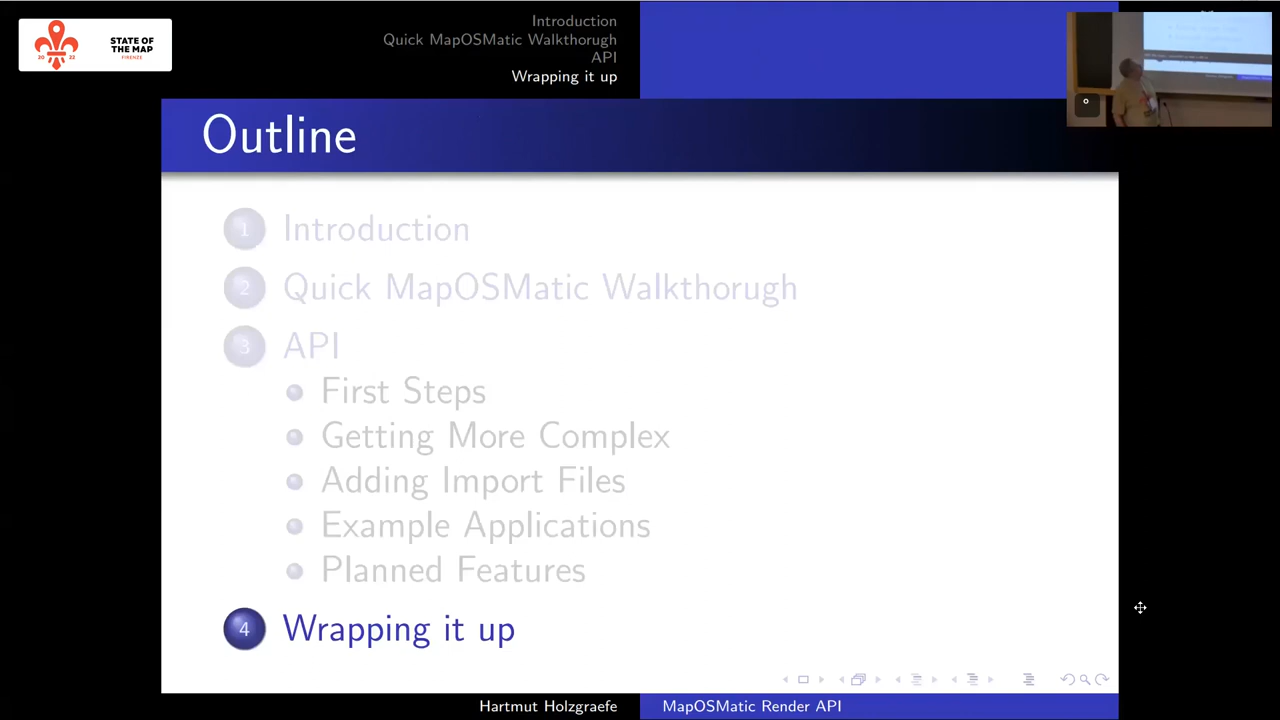 STATE OF
THE MAP
20 22
FIRENZE
Introduction
Quick MapOSMatic Walkthorugh
API
Wrapping it up
Outline
1 Introduction
2 Quick MapOSMatic Walkthorugh
3 API
First Steps
Getting More Complex
Adding Import Files
Example Applications
Planned Features
4 Wrapping it up
Hartmut Holzgraefe
MapOSMatic Render API